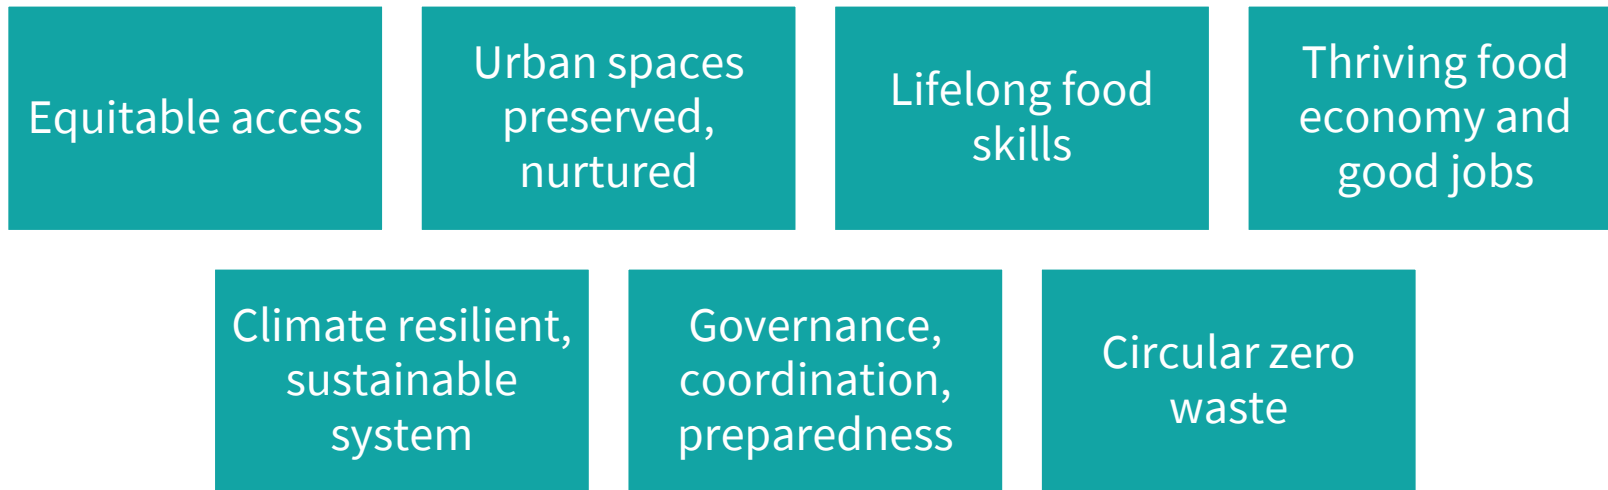 Equitable access
Urban spaces
preserved,
nurtured
Lifelong food
skills
Thriving food
economy and
good jobs
Climate resilient,
sustainable
system
Governance,
coordination,
preparedness
Circular zero
waste